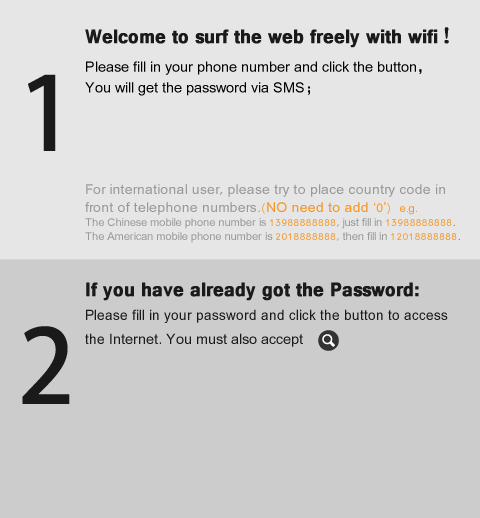 1
Welcome to surf the web freely with wifi!
Please fill in your phone number and click the button,
You will get the password via SMS;
For international user, please try to place country code in
front of telephone numbers.(NO need to add '0') e.g.
The Chinese mobile phone number is 13988888888, just fill in 13988888888.
The American mobile phone number is 2018888888, then fill in 12018888888.
2
If you have already got the Password:
Please fill in your password and click the button to access
the Internet. You must also accept